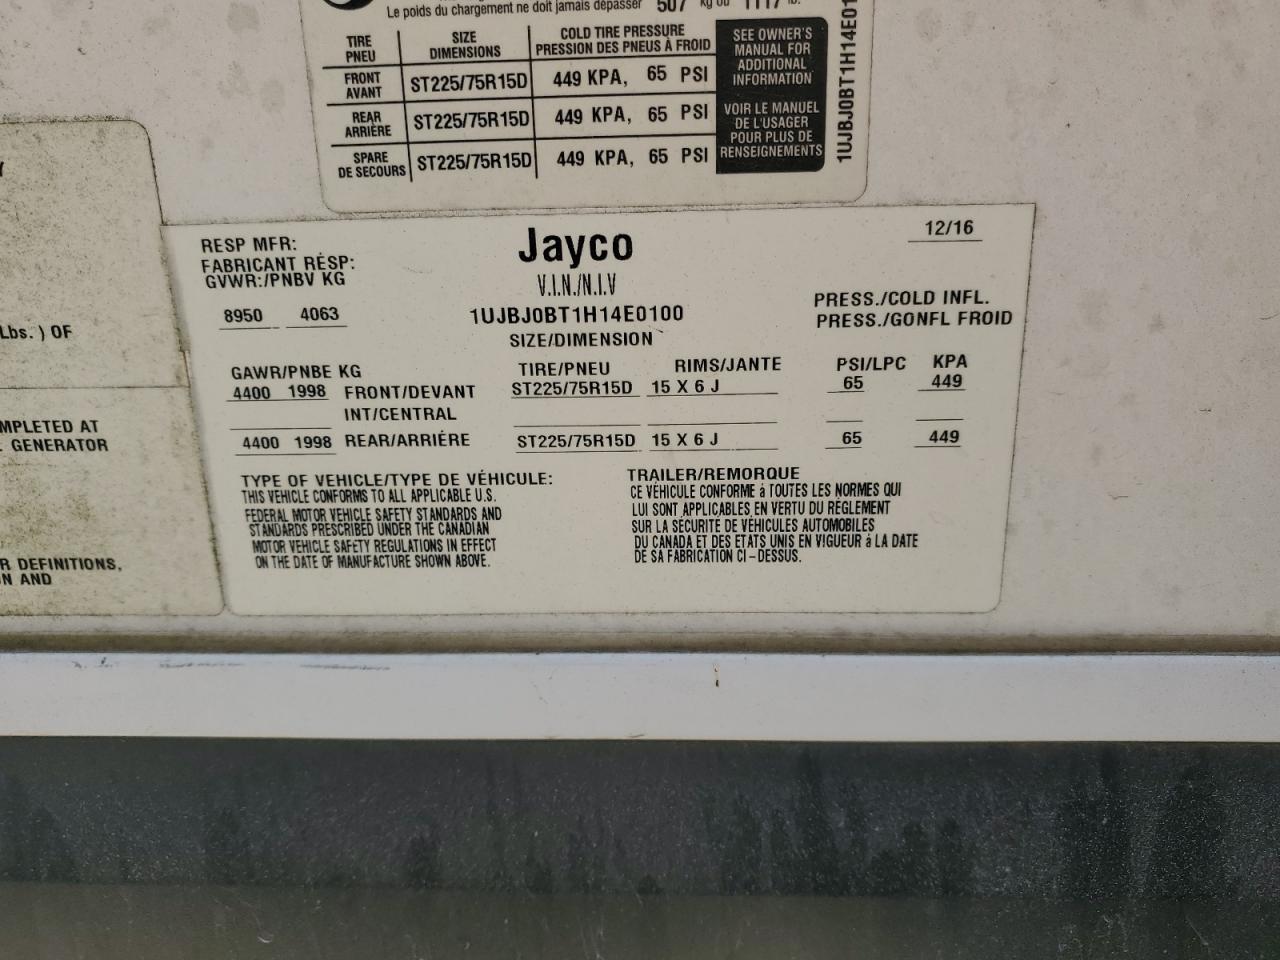 Le poids du chargement ne doit jamais dépasser 507 kg ou 1117 lb.
TIRE PNEU
SIZE DIMENSIONS
COLD TIRE PRESSURE
PRESSION DES PNEUS À FROID
FRONT AVANT
ST225/75R15D
449 KPA, 65 PSI
REAR ARRIÈRE
ST225/75R15D
449 KPA, 65 PSI
SPARE DE SECOURS
ST225/75R15D
449 KPA, 65 PSI
SEE OWNER'S
MANUAL FOR
ADDITIONAL
INFORMATION
VOIR LE MANUEL
DE L'USAGER
POUR PLUS DE
RENSEIGNEMENTS
1UJBJ0BT1H14E01
Y
Lbs. ) OF
MPLETED AT
GENERATOR
R DEFINITIONS,
N AND
RESP MFR:
FABRICANT RÉSP:
GVWR:/PNBV KG
8950 4063
Jayco
V.I.N./N.I.V
1UJBJ0BT1H14E0100
SIZE/DIMENSION
12/16
PRESS./COLD INFL.
PRESS./GONFL FROID
GAWR/PNBE KG TIRE/PNEU RIMS/JANTE PSI/LPC KPA
4400 1998 FRONT/DEVANT ST225/75R15D 15 X 6 J 65 449
INT/CENTRAL
4400 1998 REAR/ARRIÉRE ST225/75R15D 15 X 6 J 65 449
TYPE OF VEHICLE/TYPE DE VÉHICULE: TRAILER/REMORQUE
THIS VEHICLE CONFORMS TO ALL APPLICABLE U.S.
FEDERAL MOTOR VEHICLE SAFETY STANDARDS AND
STANDARDS PRESCRIBED UNDER THE CANADIAN
MOTOR VEHICLE SAFETY REGULATIONS IN EFFECT
ON THE DATE OF MANUFACTURE SHOWN ABOVE.
CE VÉHICULE CONFORME à TOUTES LES NORMES QUI
LUI SONT APPLICABLES EN VERTU DU RÉGLEMENT
SUR LA SÉCURITE DE VÉHICULES AUTOMOBILES
DU CANADA ET DES ETATS UNIS EN VIGUEUR à LA DATE
DE SA FABRICATION CI-DESSUS.